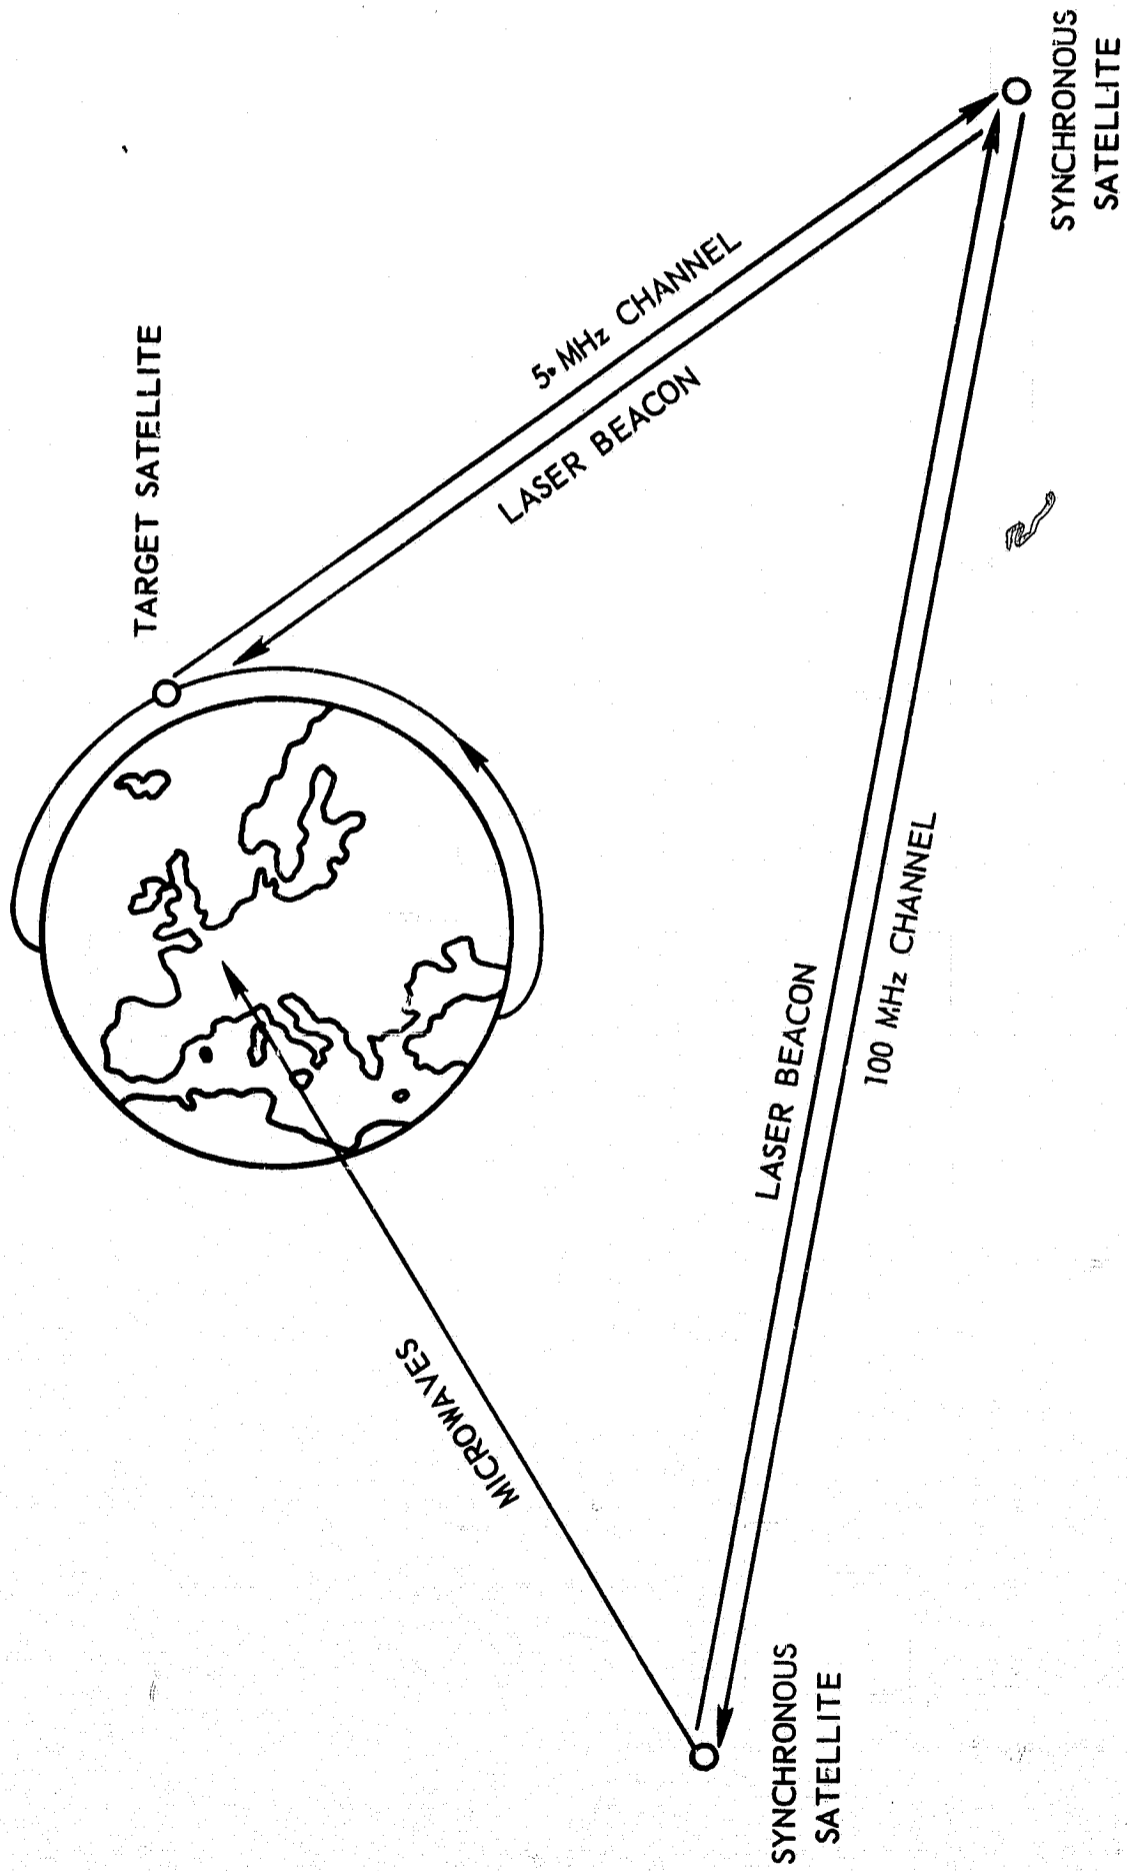 TARGET SATELLITE
5. MHz CHANNEL
LASER BEACON
SYNCHRONOUS
SATELLITE
MICROWAVES
LASER BEACON
100 MHz CHANNEL
SYNCHRONOUS
SATELLITE